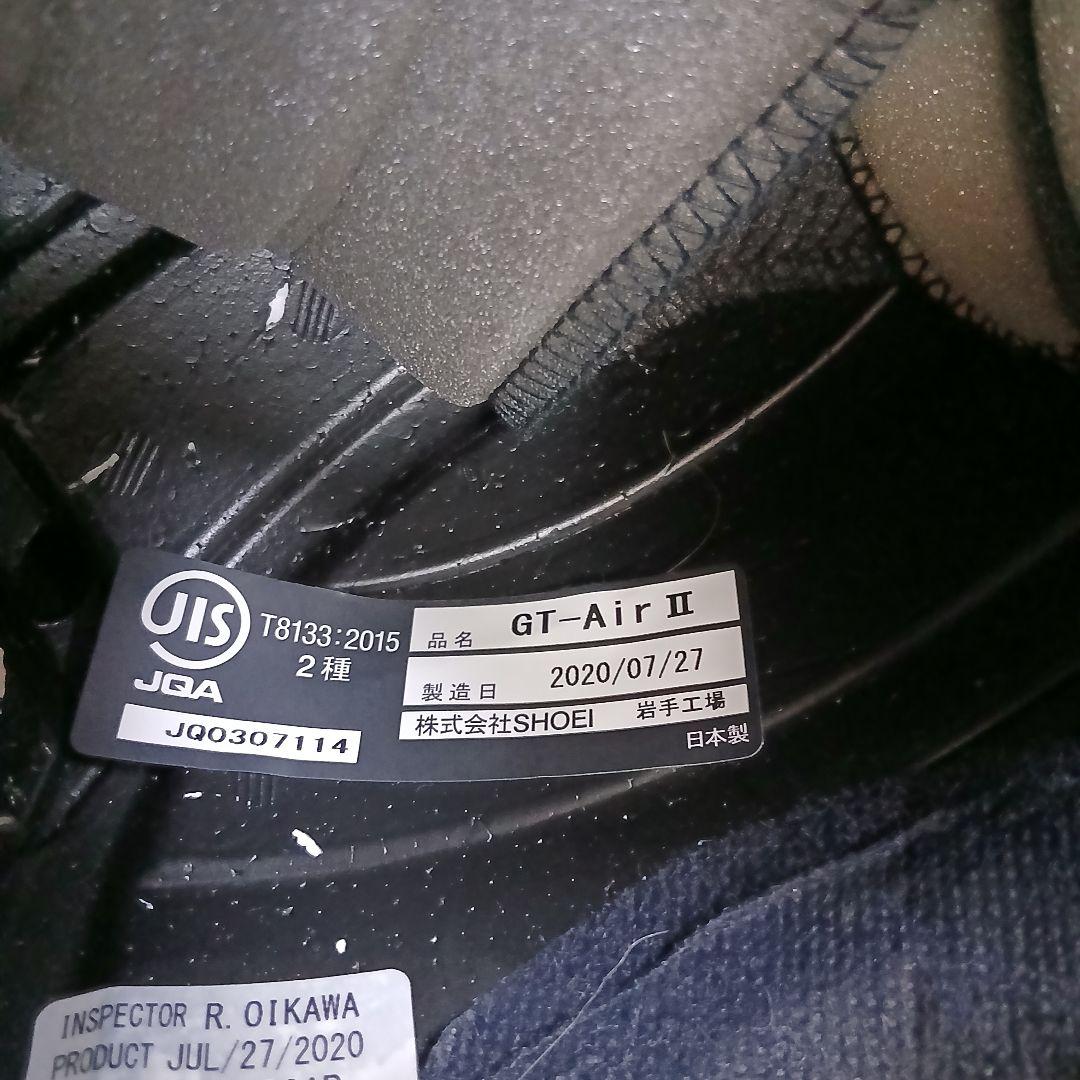 JIS
T8133:2015
2種
JQA
JQ0307114
品名 GT-Air II
製造日 2020/07/27
株式会社SHOEI 岩手工場
日本製
INSPECTOR R. OIKAWA
PRODUCT JUL/27/2020